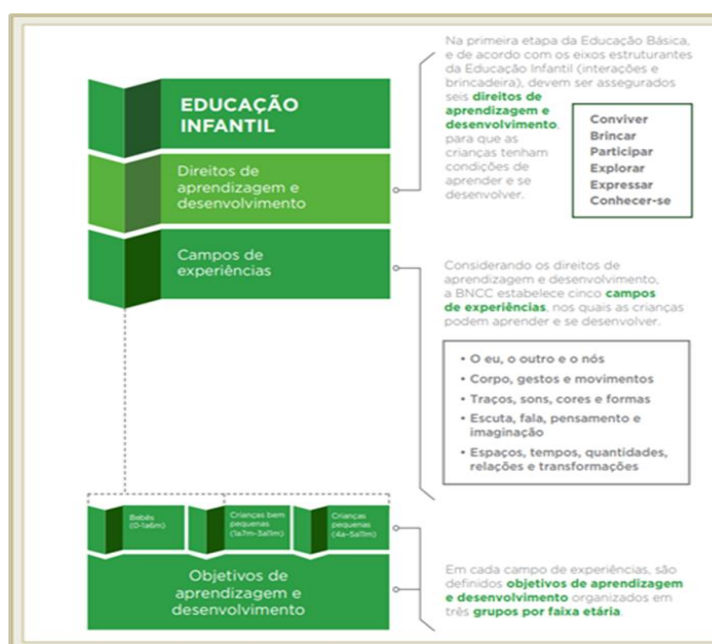 Na primeira etapa da Educação Básica,
e de acordo com os eixos estruturantes
da Educação Infantil (interações e
brincadeira), devem ser assegurados
seis direitos de
aprendizagem e
desenvolvimento,
para que as
crianças tenham
condições de
aprender e se
desenvolver.
Conviver
Brincar
Participar
Explorar
Expressar
Conhecer-se
EDUCAÇÃO
INFANTIL
Direitos de
aprendizagem e
desenvolvimento
Campos de
experiências
Considerando os direitos de
aprendizagem e desenvolvimento,
a BNCC estabelece cinco campos
de experiências, nos quais as crianças
podem aprender e se desenvolver.
• O eu, o outro e o nós
• Corpo, gestos e movimentos
• Traços, sons, cores e formas
• Escuta, fala, pensamento e
imaginação
• Espaços, tempos, quantidades,
relações e transformações
Bebês
(0-1a6m)
Crianças bem
pequenas
(1a7m-3a11m)
Crianças
pequenas
(4a-5a11m)
Objetivos de
aprendizagem e
desenvolvimento
Em cada campo de experiências, são
definidos objetivos de aprendizagem
e desenvolvimento organizados em
três grupos por faixa etária.